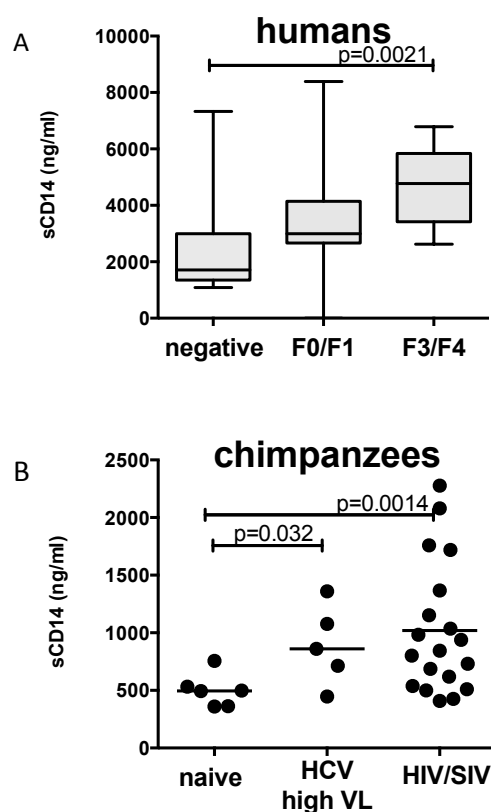 A
humans
p=0.0021
sCD14 (ng/ml)
10000
8000
6000
4000
2000
0
negative F0/F1 F3/F4
B
chimpanzees
p=0.0014
p=0.032
sCD14 (ng/ml)
2500
2000
1500
1000
500
0
naive HCV HIV/SIV
high VL